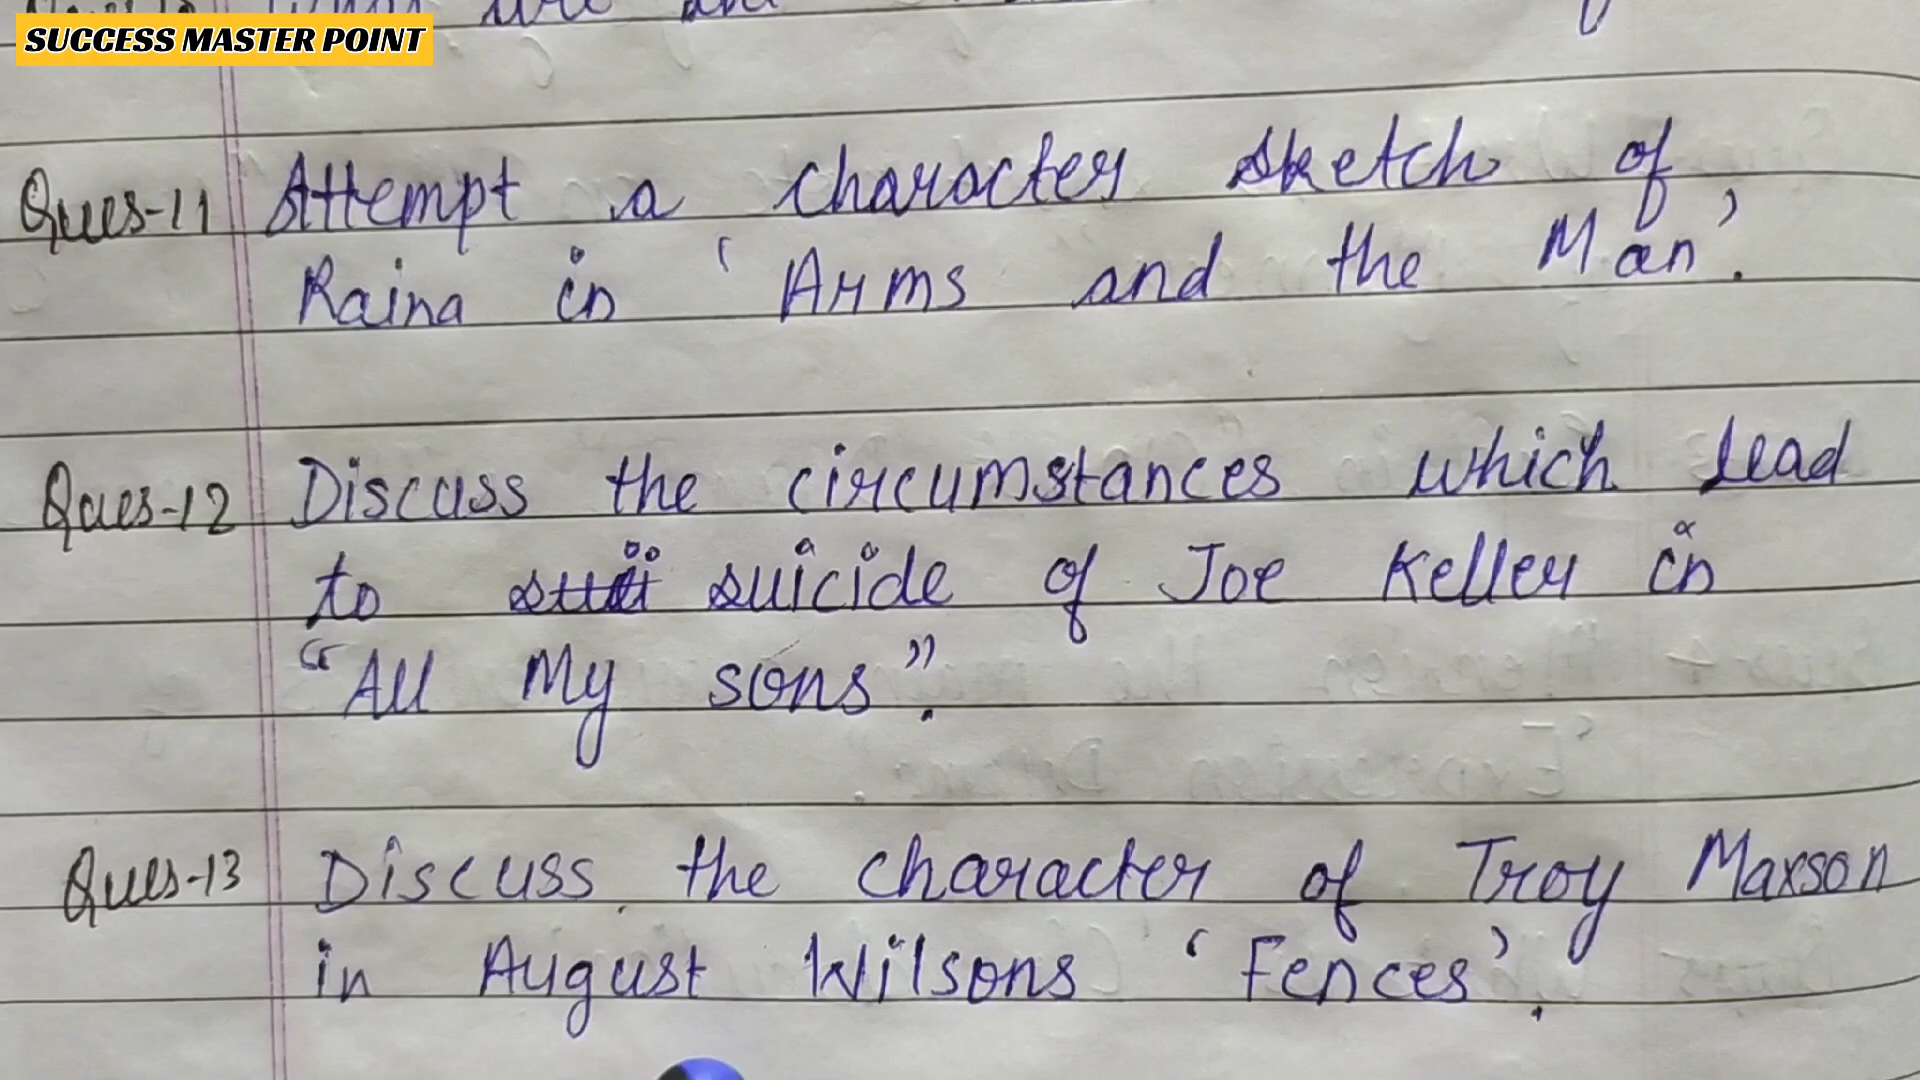 SUCCESS MASTER POINT
Ques-11 Attempt a character sketch of
Raina in ‘Arms and the Man’.
Ques-12 Discuss the circumstances which lead
to suicide of Joe Keller in
“All My sons”.
Ques-13 Discuss the character of Troy Maxson
in August Wilsons ‘Fences’.